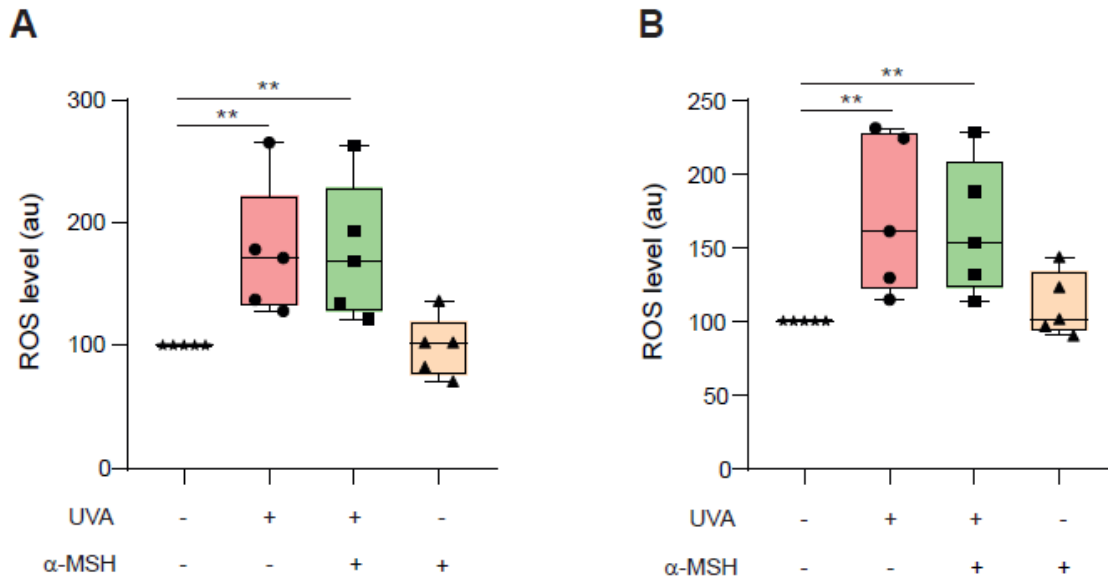 A
B
**
**
300
200
100
0
ROS level (au)
UVA - + + -
α-MSH - - + +
**
**
250
200
150
100
50
0
ROS level (au)
UVA - + + -
α-MSH - - + +